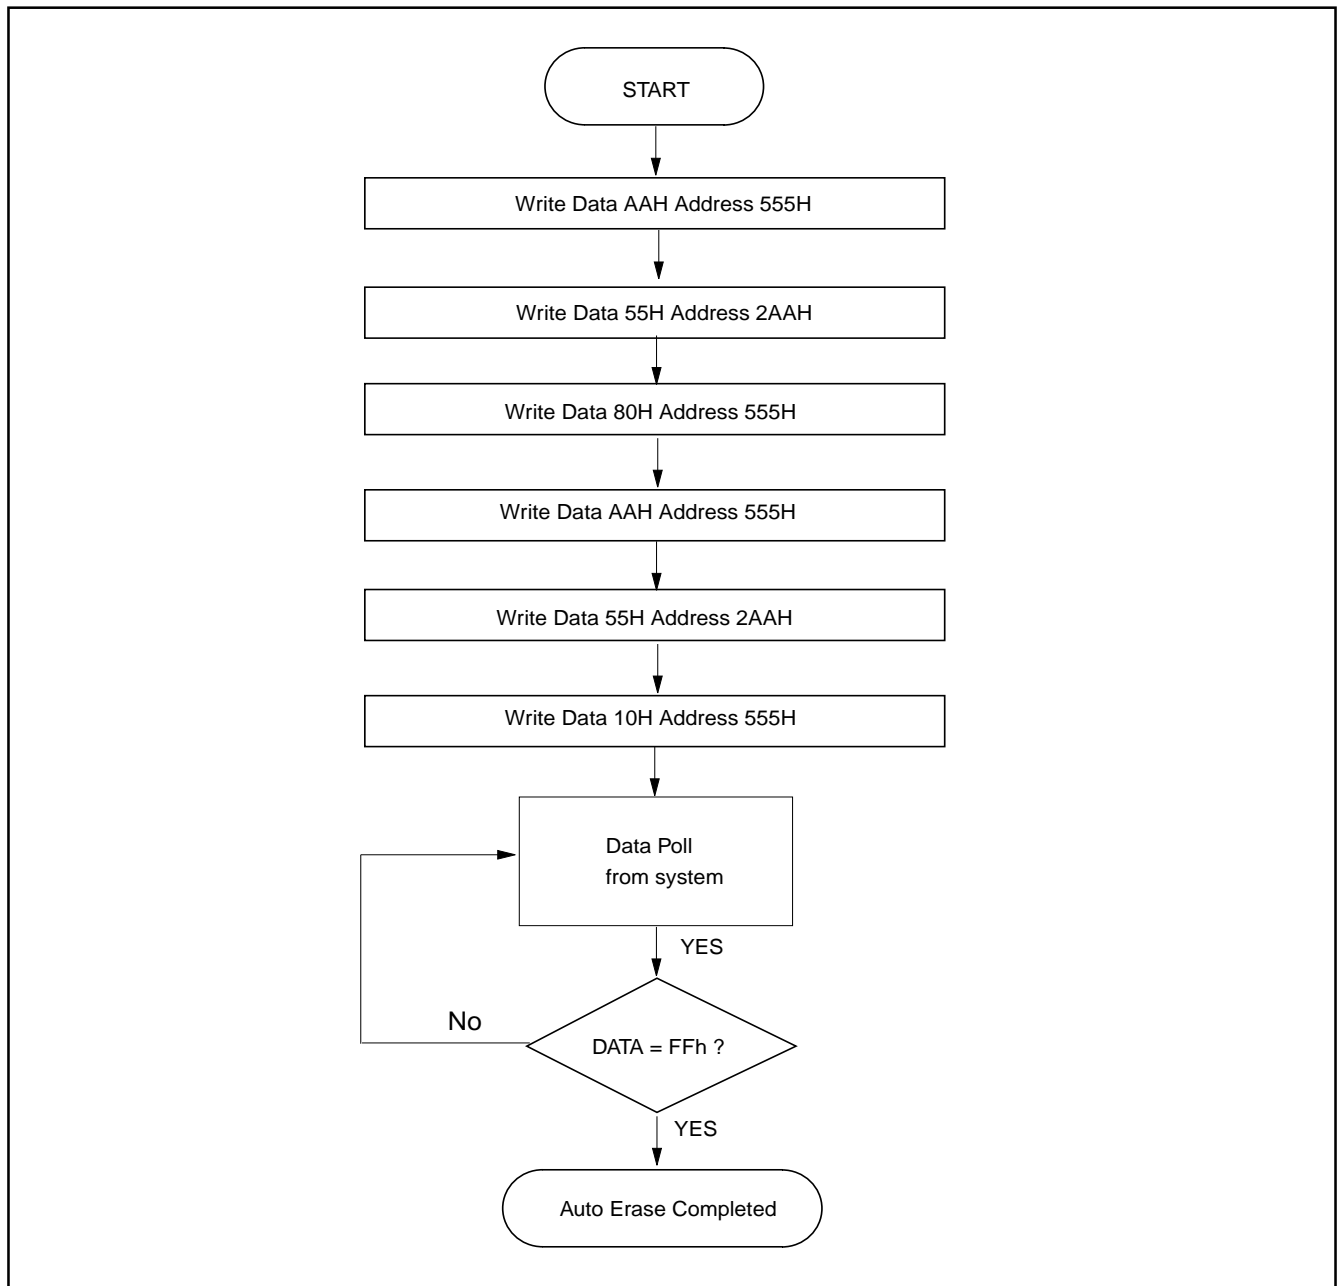 START
Write Data AAH Address 555H
Write Data 55H Address 2AAH
Write Data 80H Address 555H
Write Data AAH Address 555H
Write Data 55H Address 2AAH
Write Data 10H Address 555H
Data Poll
from system
YES
No
DATA = FFh ?
YES
Auto Erase Completed